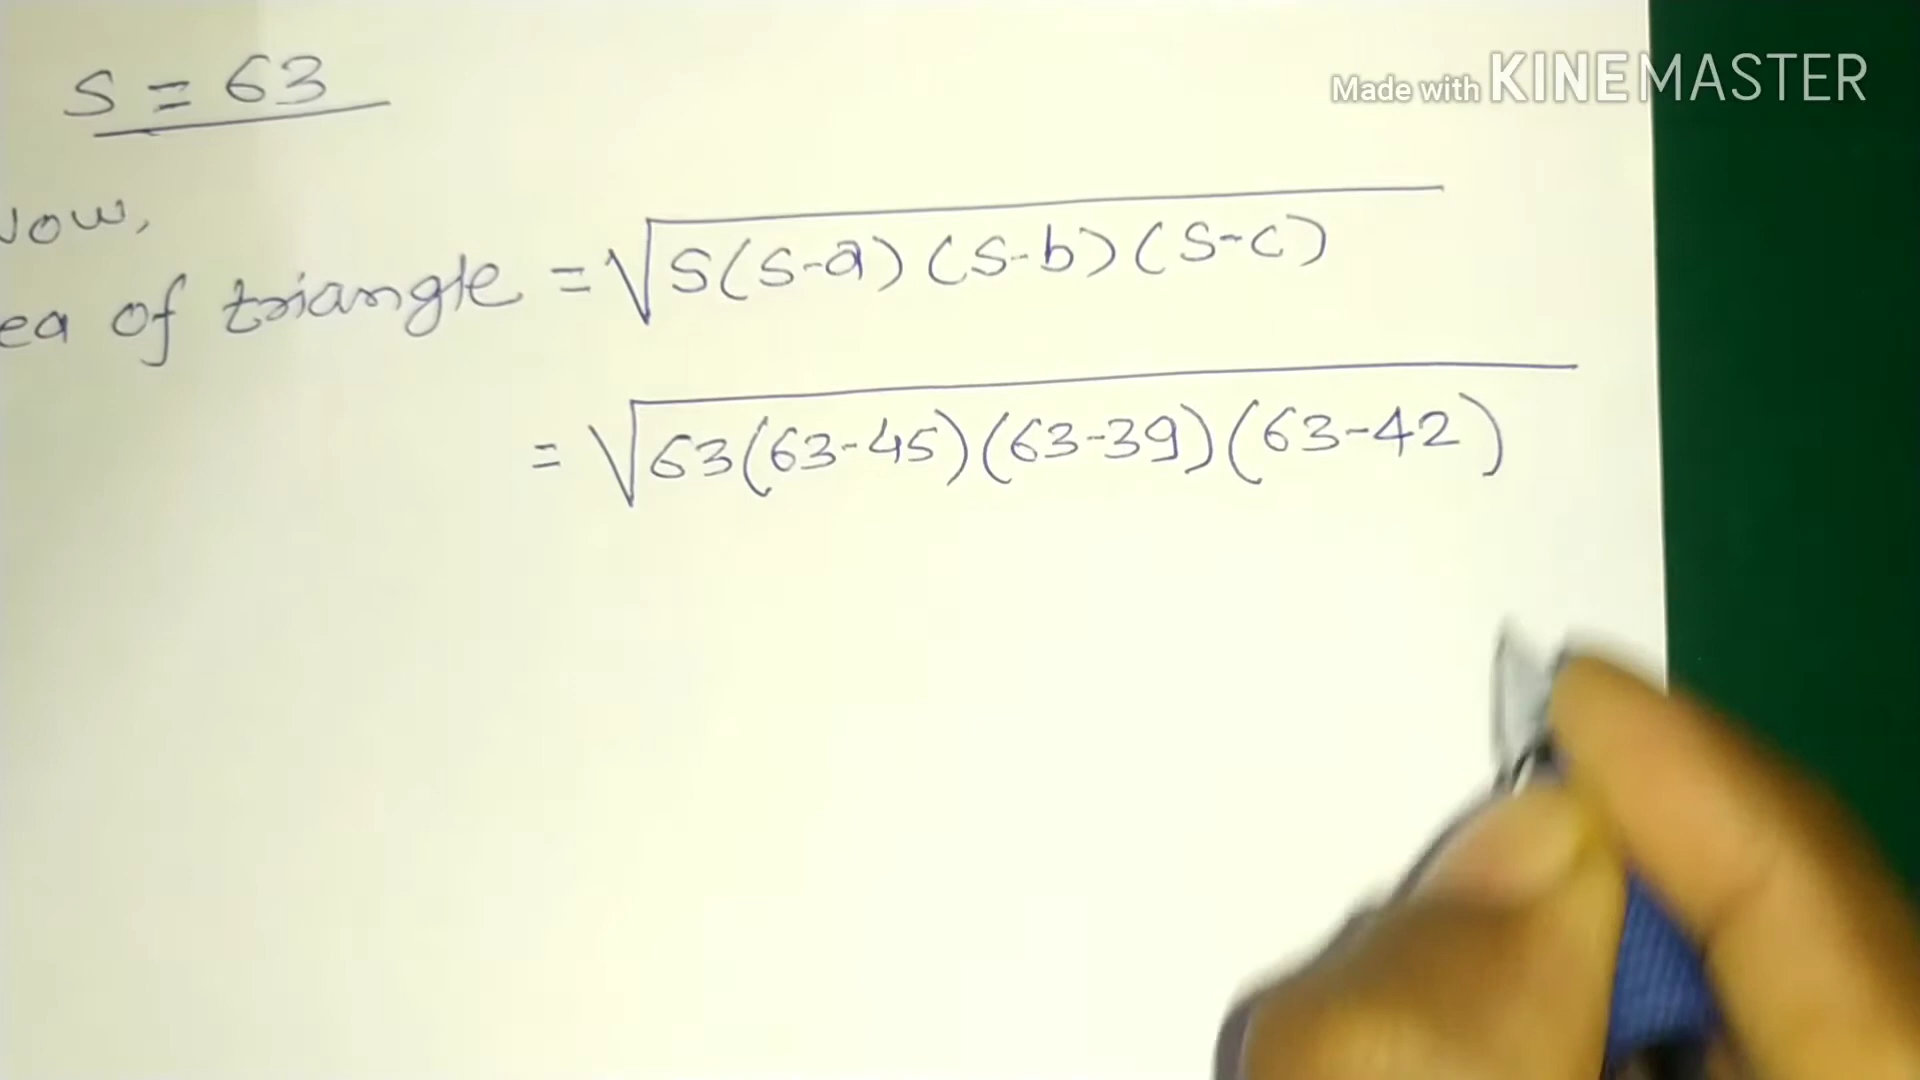 S = 63
Made with KINEMASTER
Now,
ea of triangle = √S(S-a)(S-b)(S-c)
= √63(63-45)(63-39)(63-42)